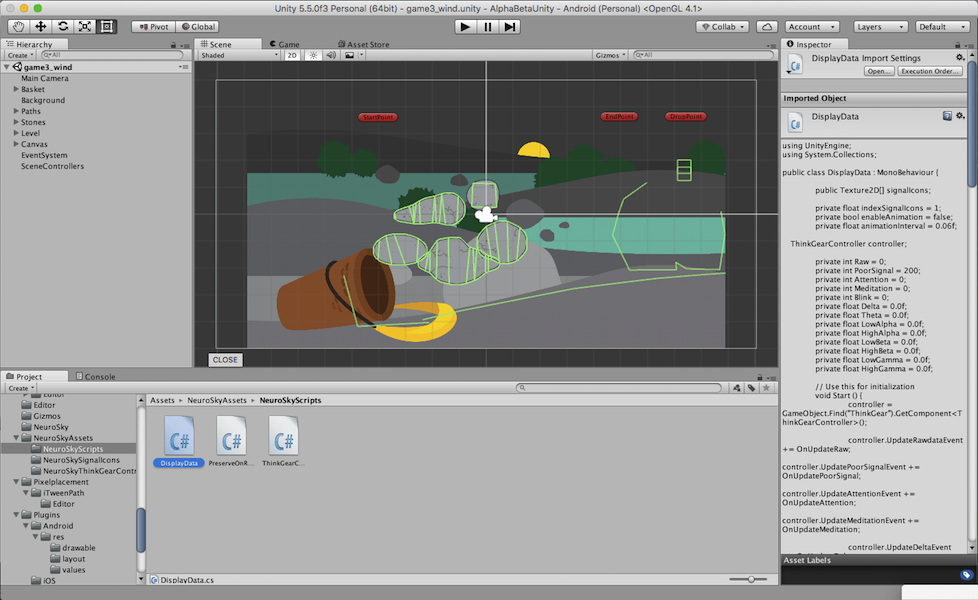 Unity 5.5.0f3 Personal (64bit) - game3_wind.unity - AlphaBetaUnity - Android (Personal) <OpenGL 4.1>
Pivot Global Collab Account Layers Default
Hierarchy
Create All
game3_wind
Main Camera
Basket
Background
Paths
Stones
Level
Canvas
EventSystem
SceneControllers
Scene Game Asset Store
Shaded 2D Gizmos All
StartPoint EndPoint DropPoint
CLOSE
Inspector
DisplayData Import Settings
Open... Execution Order...
Imported Object
DisplayData
using UnityEngine;
using System.Collections;
public class DisplayData : MonoBehaviour {
public Texture2D[] signalIcons;
private float indexSignalIcons = 1;
private bool enableAnimation = false;
private float animationInterval = 0.06f;
ThinkGearController controller;
private int Raw = 0;
private int PoorSignal = 200;
private int Attention = 0;
private int Meditation = 0;
private int Blink = 0;
private float Delta = 0.0f;
private float Theta = 0.0f;
private float LowAlpha = 0.0f;
private float HighAlpha = 0.0f;
private float LowBeta = 0.0f;
private float HighBeta = 0.0f;
private float LowGamma = 0.0f;
private float HighGamma = 0.0f;
// Use this for initialization
void Start () {
controller =
GameObject.Find("ThinkGear").GetComponent<T
hinkGearController>();
controller.UpdateRawdataEvent
+= OnUpdateRaw;
controller.UpdatePoorSignalEvent +=
OnUpdatePoorSignal;
controller.UpdateAttentionEvent +=
OnUpdateAttention;
controller.UpdateMeditationEvent +=
OnUpdateMeditation;
controller.UpdateDeltaEvent
Asset Labels
Project Console
Create
Editor
Editor
Gizmos
NeuroSky
NeuroSkyAssets
NeuroSkyScripts
NeuroSkySignalIcons
NeuroSkyThinkGearContr
Pixelplacement
iTweenPath
Editor
Plugins
Android
res
drawable
layout
values
iOS
Assets NeuroSkyAssets NeuroSkyScripts
DisplayData PreserveOnR... ThinkGearC...
DisplayData.cs